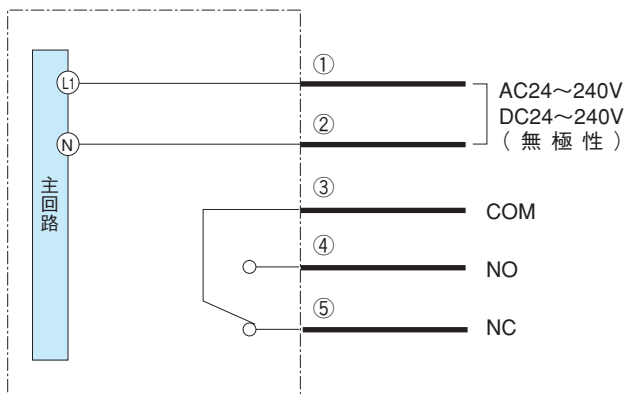 ①
L1
AC24～240V
DC24～240V
（無極性）
②
N
主回路
③
COM
④
NO
⑤
NC